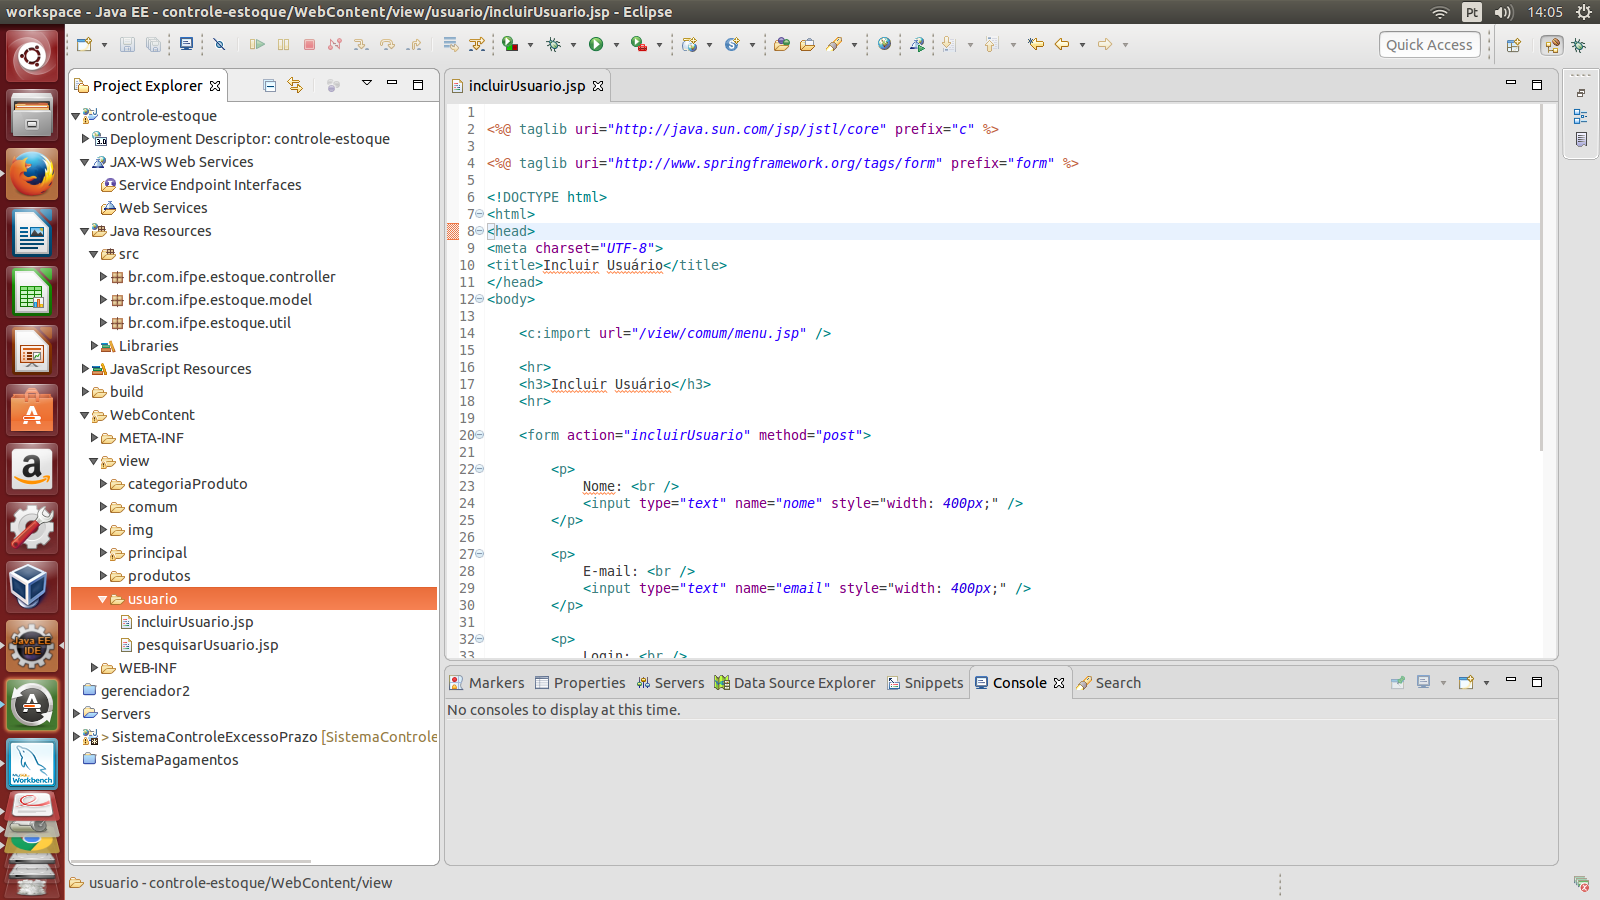 workspace - Java EE - controle-estoque/WebContent/view/usuario/incluirUsuario.jsp - Eclipse
Pt
14:05
Quick Access
Project Explorer
controle-estoque
Deployment Descriptor: controle-estoque
JAX-WS Web Services
Service Endpoint Interfaces
Web Services
Java Resources
src
br.com.ifpe.estoque.controller
br.com.ifpe.estoque.model
br.com.ifpe.estoque.util
Libraries
JavaScript Resources
build
WebContent
META-INF
view
categoriaProduto
comum
img
principal
produtos
usuario
incluirUsuario.jsp
pesquisarUsuario.jsp
WEB-INF
gerenciador2
Servers
> SistemaControleExcessoPrazo [SistemaControle
SistemaPagamentos
incluirUsuario.jsp
1
2 <%@ taglib uri="http://java.sun.com/jsp/jstl/core" prefix="c" %>
3
4 <%@ taglib uri="http://www.springframework.org/tags/form" prefix="form" %>
5
6 <!DOCTYPE html>
7 <html>
8 <head>
9 <meta charset="UTF-8">
10 <title>Incluir Usuário</title>
11 </head>
12 <body>
13
14 <c:import url="/view/comum/menu.jsp" />
15
16 <hr>
17 <h3>Incluir Usuário</h3>
18 <hr>
19
20 <form action="incluirUsuario" method="post">
21
22 <p>
23 Nome: <br />
24 <input type="text" name="nome" style="width: 400px;" />
25 </p>
26
27 <p>
28 E-mail: <br />
29 <input type="text" name="email" style="width: 400px;" />
30 </p>
31
32 <p>
33 Login: <br />
Markers
Properties
Servers
Data Source Explorer
Snippets
Console
Search
No consoles to display at this time.
usuario - controle-estoque/WebContent/view
Java EE
IDE
Workbench